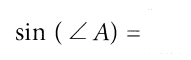 sin ( ∠ A) =